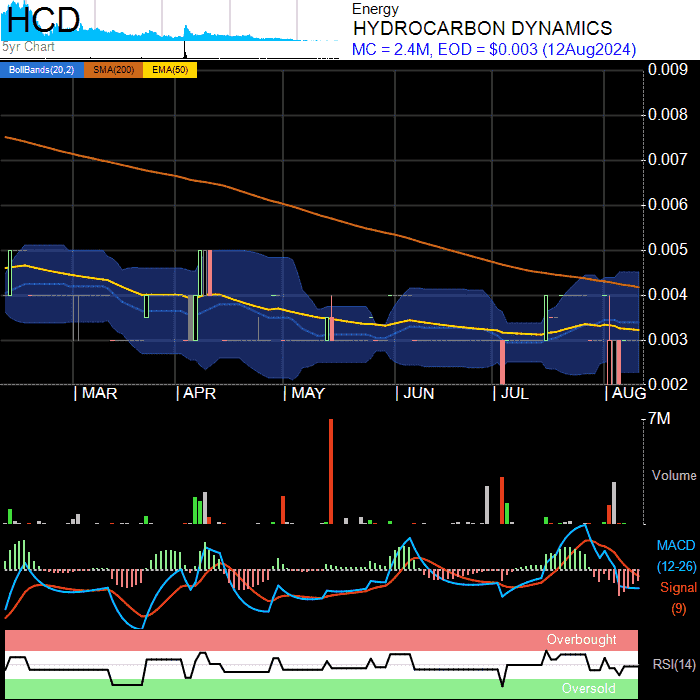 HCD
5yr Chart
Energy
HYDROCARBON DYNAMICS
MC = 2.4M, EOD = $0.003 (12Aug2024)
BollBands(20,2) SMA(200) EMA(50)
0.009
0.008
0.007
0.006
0.005
0.004
0.003
0.002
MAR APR MAY JUN JUL AUG
7M
Volume
MACD
(12-26)
Signal
(9)
Overbought
RSI(14)
Oversold